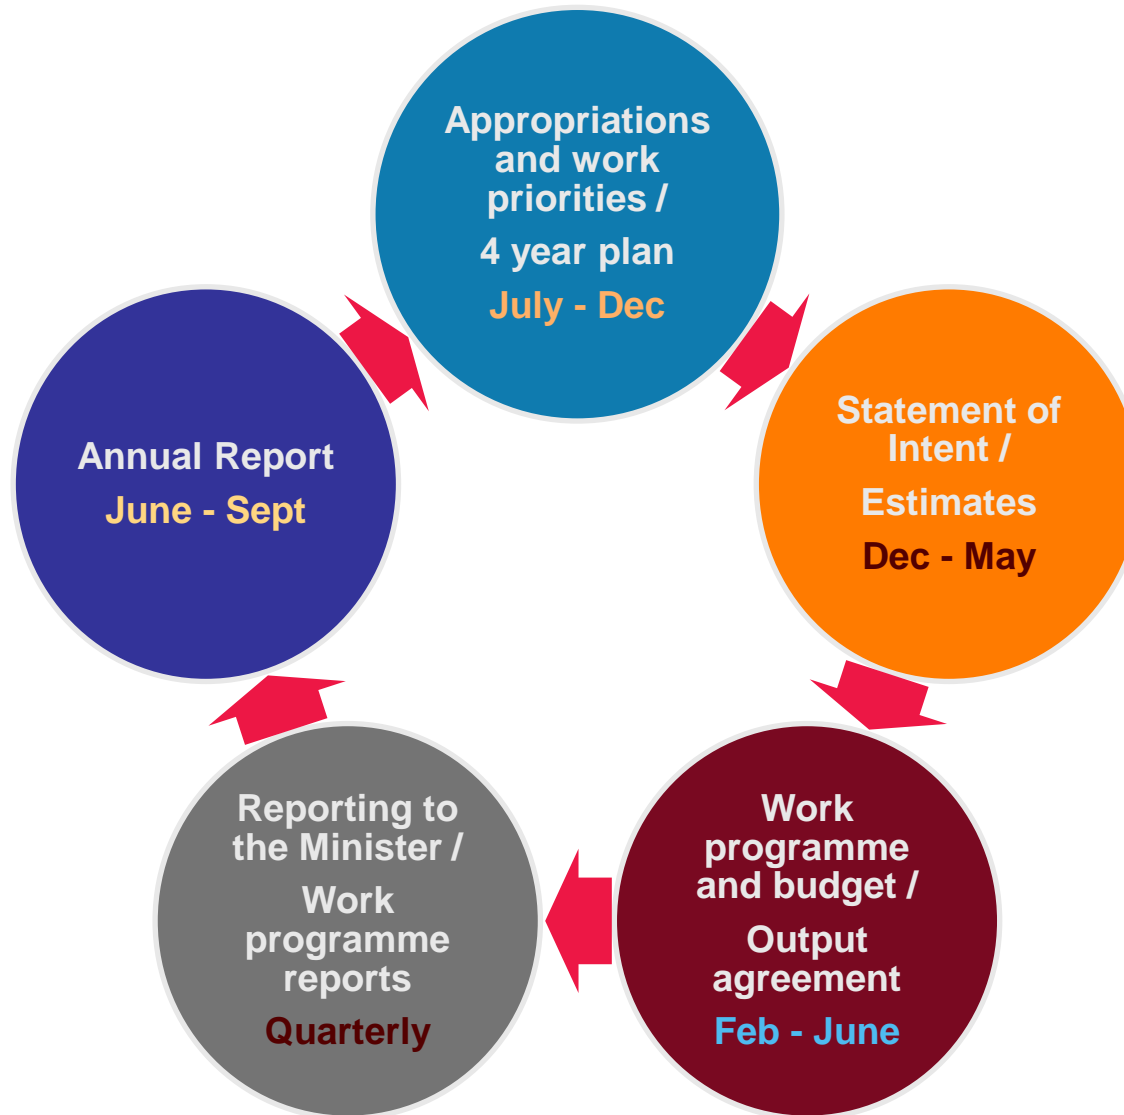 Appropriations
and work
priorities /
4 year plan
July - Dec
Statement of
Intent /
Estimates
Dec - May
Work
programme
and budget /
Output
agreement
Feb - June
Reporting to
the Minister /
Work
programme
reports
Quarterly
Annual Report
June - Sept